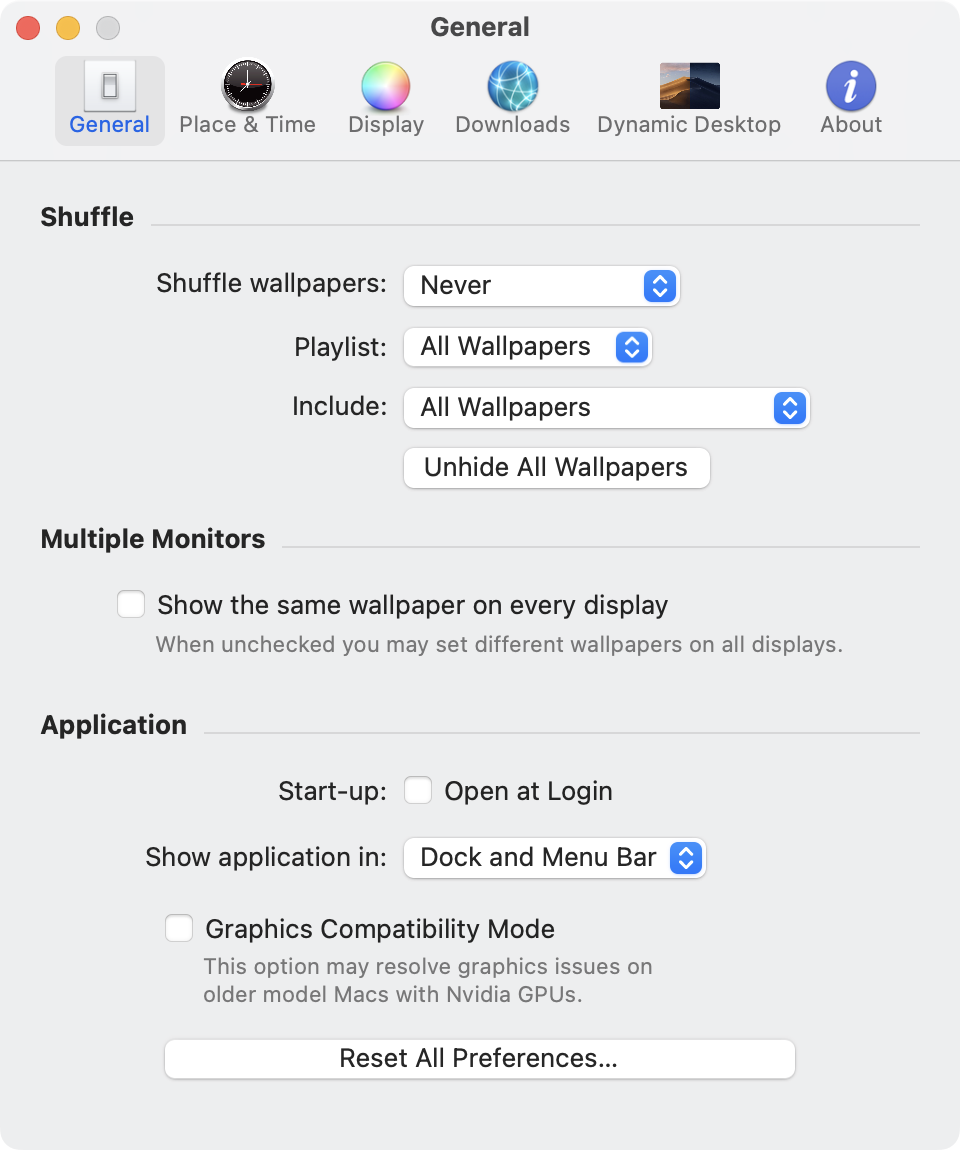 General
General Place & Time Display Downloads Dynamic Desktop About
Shuffle
Shuffle wallpapers: Never
Playlist: All Wallpapers
Include: All Wallpapers
Unhide All Wallpapers
Multiple Monitors
Show the same wallpaper on every display
When unchecked you may set different wallpapers on all displays.
Application
Start-up: Open at Login
Show application in: Dock and Menu Bar
Graphics Compatibility Mode
This option may resolve graphics issues on
older model Macs with Nvidia GPUs.
Reset All Preferences...